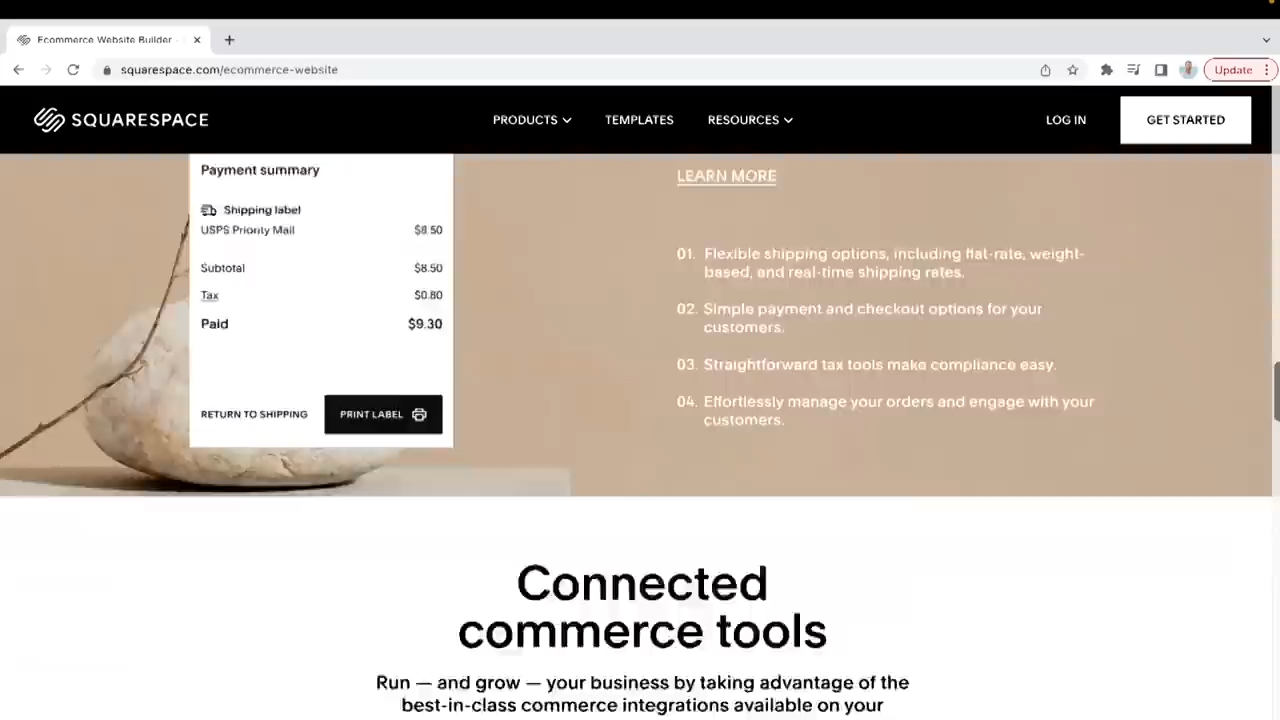 Ecommerce Website Builder -
squarespace.com/ecommerce-website
Update
SQUARESPACE
PRODUCTS
TEMPLATES
RESOURCES
LOG IN
GET STARTED
Payment summary
Shipping label
USPS Priority Mail $8.50
Subtotal $8.50
Tax $0.80
Paid $9.30
RETURN TO SHIPPING
PRINT LABEL
LEARN MORE
01. Flexible shipping options, including flat-rate, weight-
based, and real-time shipping rates.
02. Simple payment and checkout options for your
customers.
03. Straightforward tax tools make compliance easy.
04. Effortlessly manage your orders and engage with your
customers.
Connected
commerce tools
Run — and grow — your business by taking advantage of the
best-in-class commerce integrations available on your